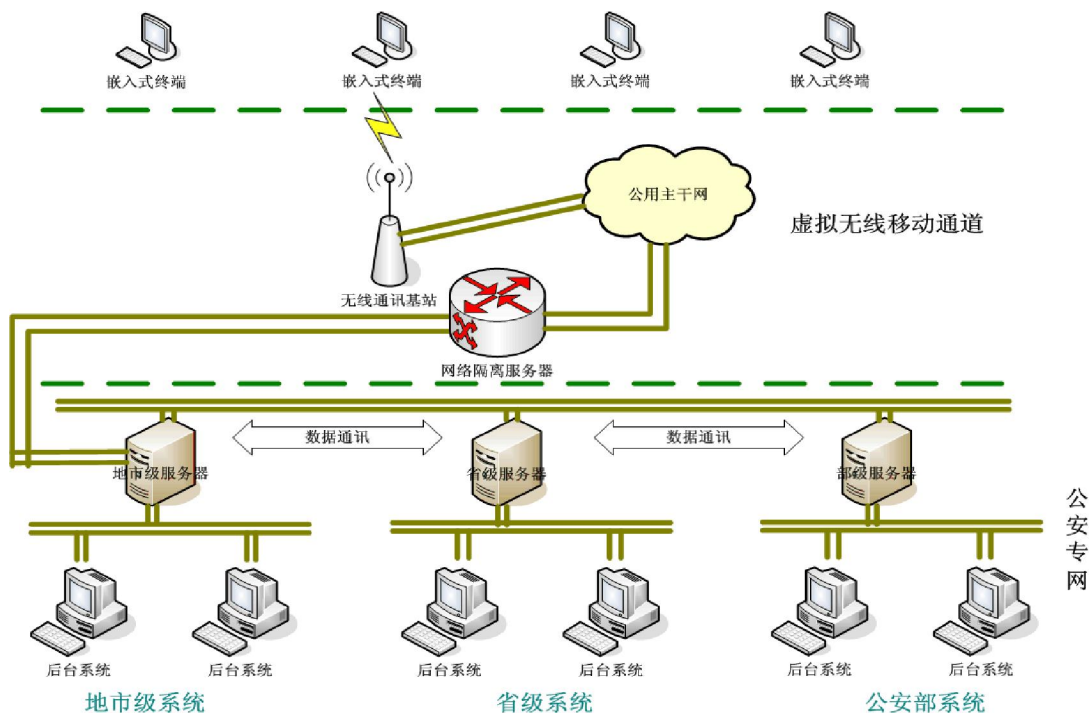 嵌入式终端
嵌入式终端
嵌入式终端
嵌入式终端
公用主干网
虚拟无线移动通道
无线通讯基站
网络隔离服务器
数据通讯
数据通讯
地市级服务器
省级服务器
部级服务器
公安专网
后台系统
后台系统
后台系统
后台系统
后台系统
后台系统
地市级系统
省级系统
公安部系统